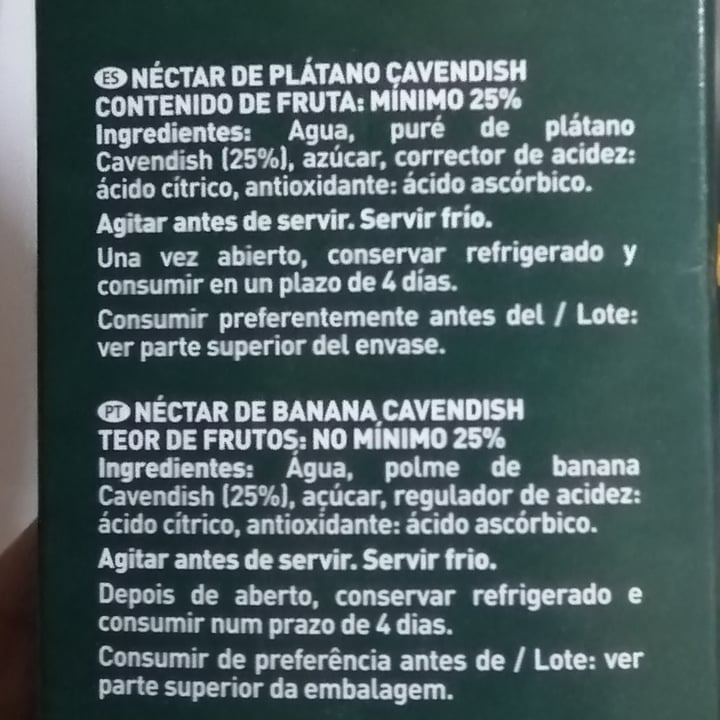 ES NÉCTAR DE PLÁTANO CAVENDISH
CONTENIDO DE FRUTA: MÍNIMO 25%
Ingredientes: Agua, puré de plátano
Cavendish (25%), azúcar, corrector de acidez:
ácido cítrico, antioxidante: ácido ascórbico.
Agitar antes de servir. Servir frío.
Una vez abierto, conservar refrigerado y
consumir en un plazo de 4 días.
Consumir preferentemente antes del / Lote:
ver parte superior del envase.
PT NÉCTAR DE BANANA CAVENDISH
TEOR DE FRUTOS: NO MÍNIMO 25%
Ingredientes: Água, polme de banana
Cavendish (25%), açúcar, regulador de acidez:
ácido cítrico, antioxidante: ácido ascórbico.
Agitar antes de servir. Servir frio.
Depois de aberto, conservar refrigerado e
consumir num prazo de 4 dias.
Consumir de preferência antes de / Lote: ver
parte superior da embalagem.